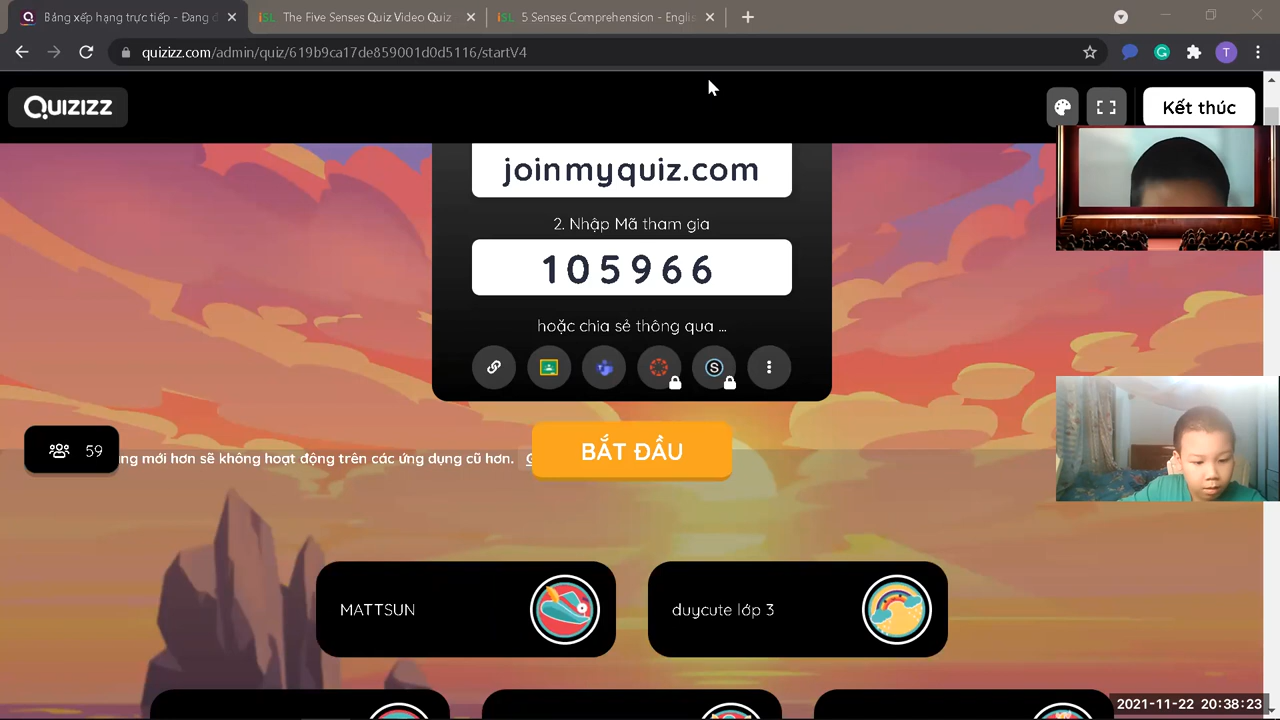 Bảng xếp hạng trực tiếp - Đang đ
iSL The Five Senses Quiz Video Quiz
iSL 5 Senses Comprehension - Englis
quizizz.com/admin/quiz/619b9ca17de859001d0d5116/startV4
T
Quizizz
Kết thúc
joinmyquiz.com
2. Nhập Mã tham gia
105966
hoặc chia sẻ thông qua ...
S
59
ng mới hơn sẽ không hoạt động trên các ứng dụng cũ hơn.
BẮT ĐẦU
MATTSUN
duycute lớp 3
2021-11-22 20:38:23